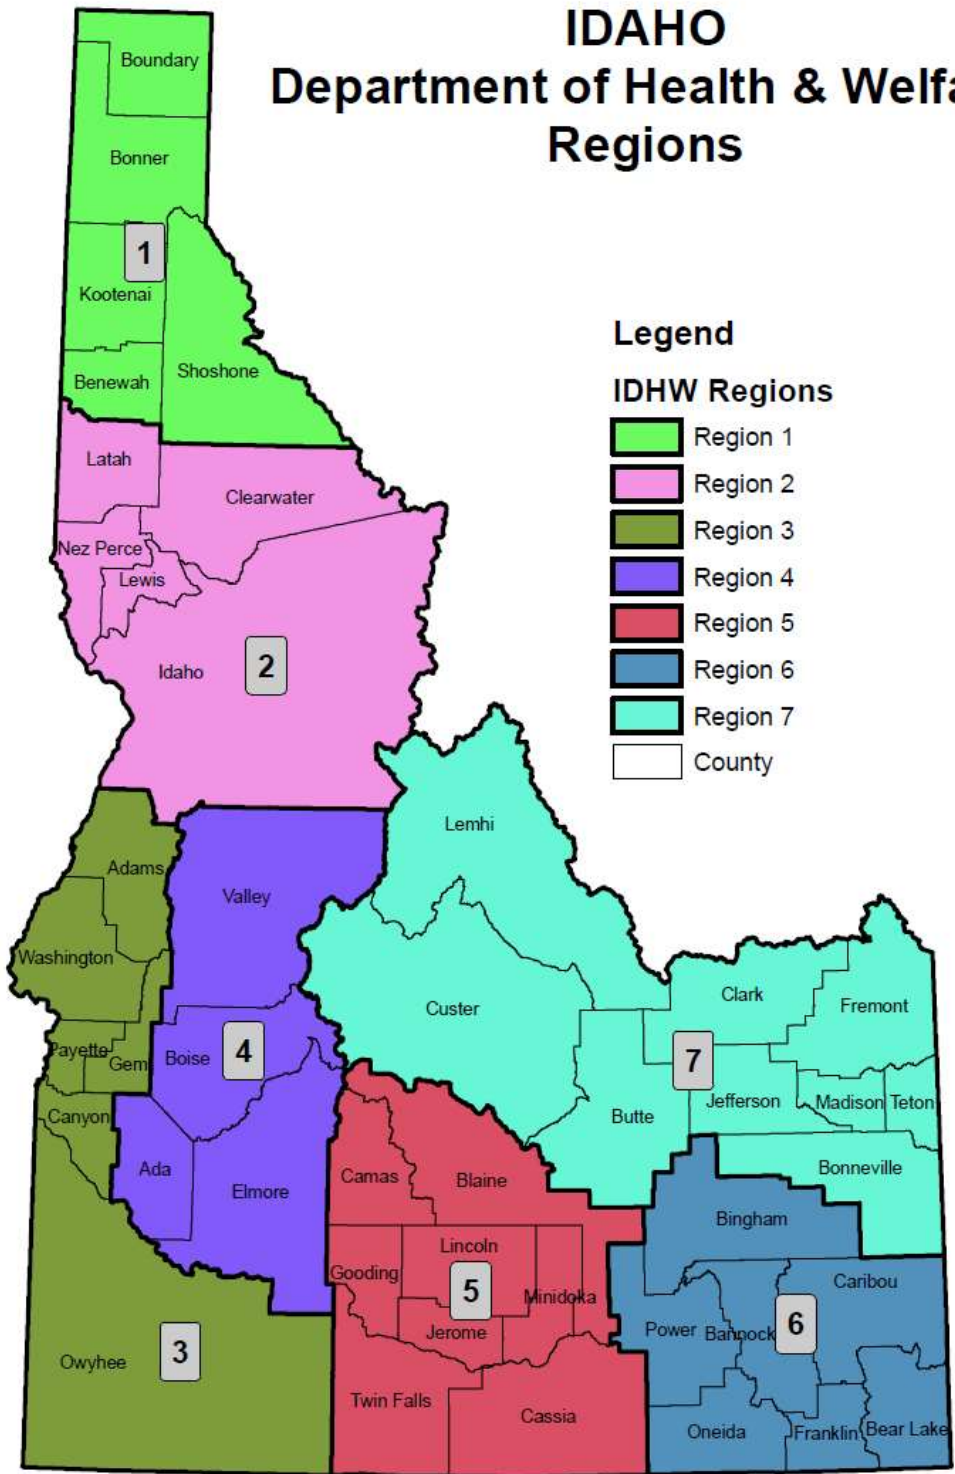 IDAHO
Department of Health & Welfa
Regions
Legend
IDHW Regions
Region 1
Region 2
Region 3
Region 4
Region 5
Region 6
Region 7
County
Boundary
Bonner
1
Kootenai
Shoshone
Benewah
Latah
Clearwater
Nez Perce
Lewis
Idaho
2
Lemhi
Adams
Valley
Washington
Custer
Clark
Fremont
Payette
Gem
Boise
4
7
Canyon
Butte
Jefferson
Madison
Teton
Ada
Elmore
Camas
Blaine
Bonneville
Bingham
Lincoln
Gooding
5
Minidoka
Jerome
Caribou
Power
Bannock
6
Owyhee
3
Twin Falls
Cassia
Oneida
Franklin
Bear Lake